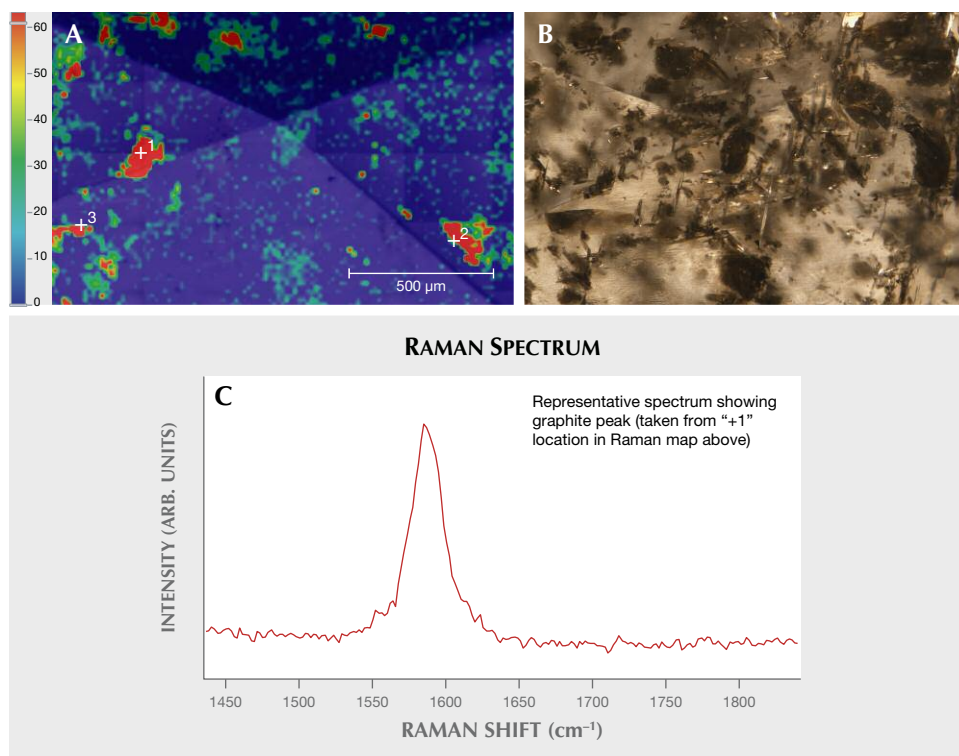 A
B
60
50
40
30
20
10
0
+1
+3
+2
500 µm
RAMAN SPECTRUM
C
Representative spectrum showing
graphite peak (taken from “+1”
location in Raman map above)
INTENSITY (ARB. UNITS)
1450 1500 1550 1600 1650 1700 1750 1800
RAMAN SHIFT (cm⁻¹)